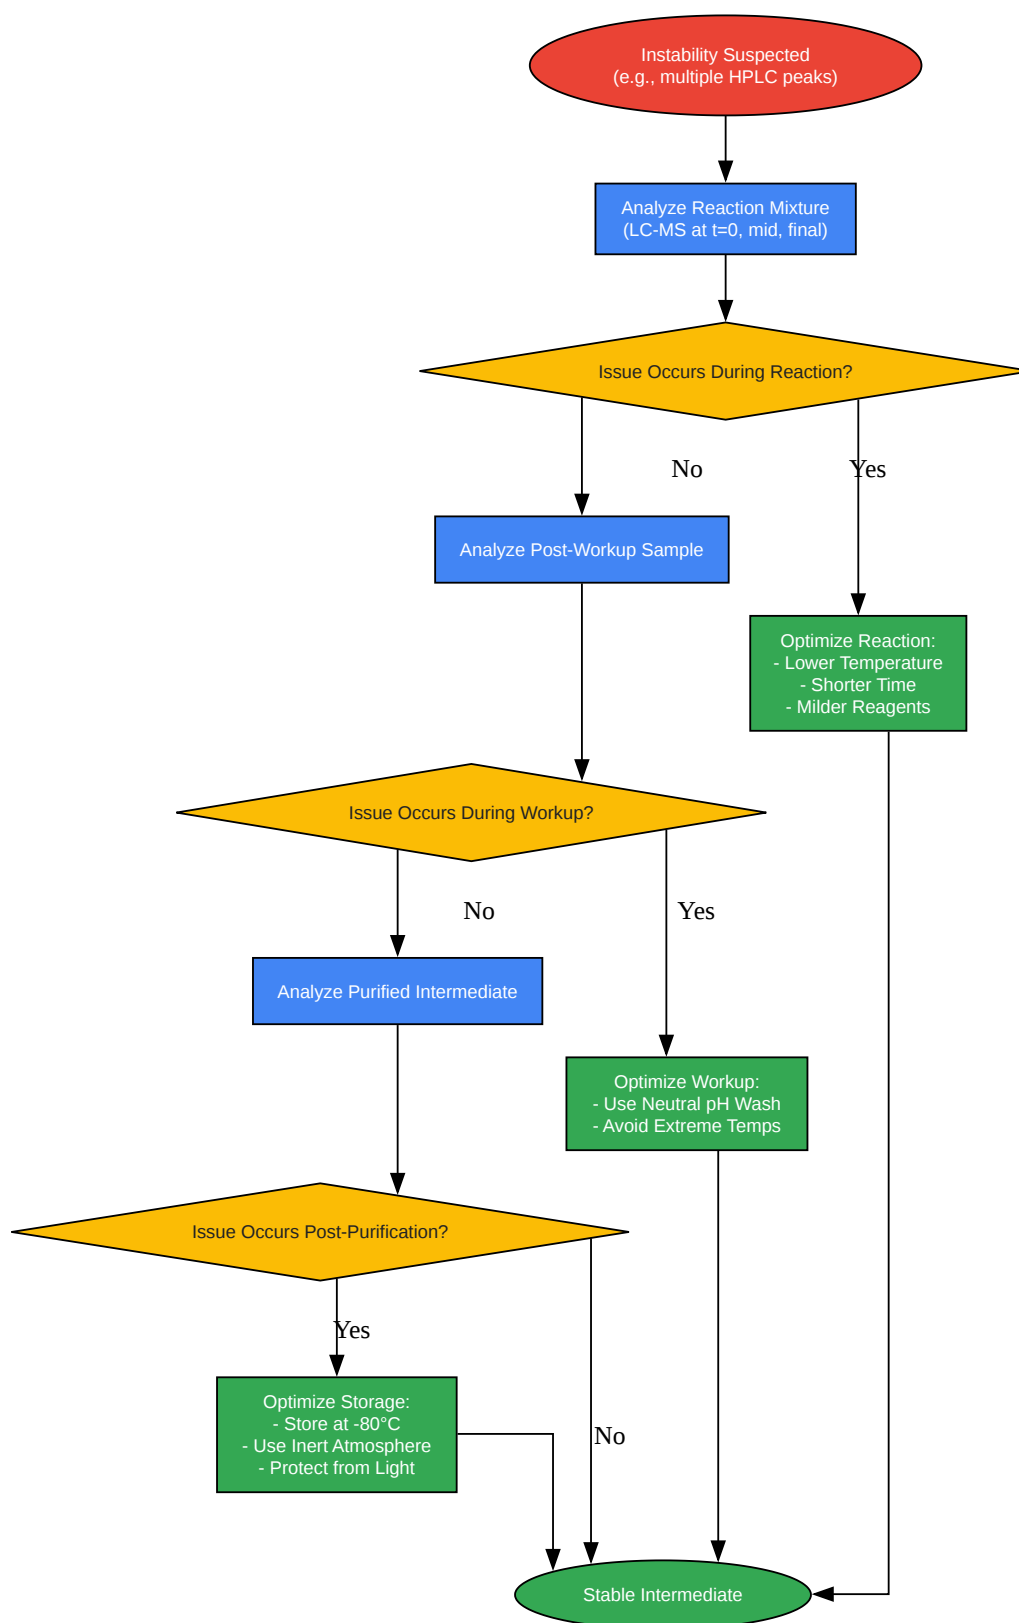 Instability Suspected
(e.g., multiple HPLC peaks)
Analyze Reaction Mixture
(LC-MS at t=0, mid, final)
Issue Occurs During Reaction?
No
Yes
Analyze Post-Workup Sample
Optimize Reaction:
- Lower Temperature
- Shorter Time
- Milder Reagents
Issue Occurs During Workup?
No
Yes
Analyze Purified Intermediate
Optimize Workup:
- Use Neutral pH Wash
- Avoid Extreme Temps
Issue Occurs Post-Purification?
Yes
Optimize Storage:
- Store at -80°C
- Use Inert Atmosphere
- Protect from Light
No
Stable Intermediate